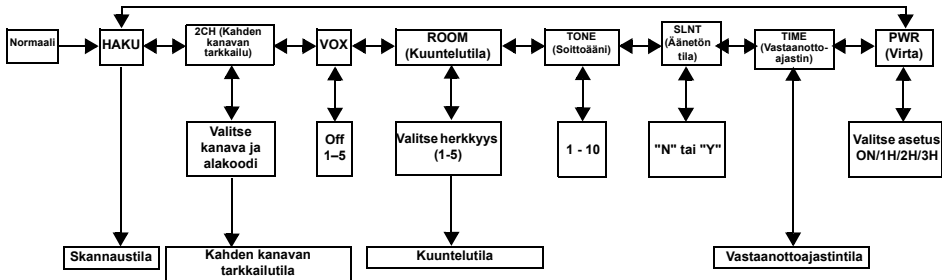 Normaali
HAKU
2CH (Kahden
kanavan
tarkkailu)
VOX
ROOM
(Kuuntelutila)
TONE
(Soittoääni)
SLNT
(Äänetön
tila)
TIME
(Vastaanotto-
ajastin)
PWR
(Virta)
Valitse
kanava ja
alakoodi
Off
1–5
Valitse herkkyys
(1-5)
1 - 10
"N" tai "Y"
Valitse asetus
ON/1H/2H/3H
Skannaustila
Kahden kanavan
tarkkailutila
Kuuntelutila
Vastaanottoajastintila